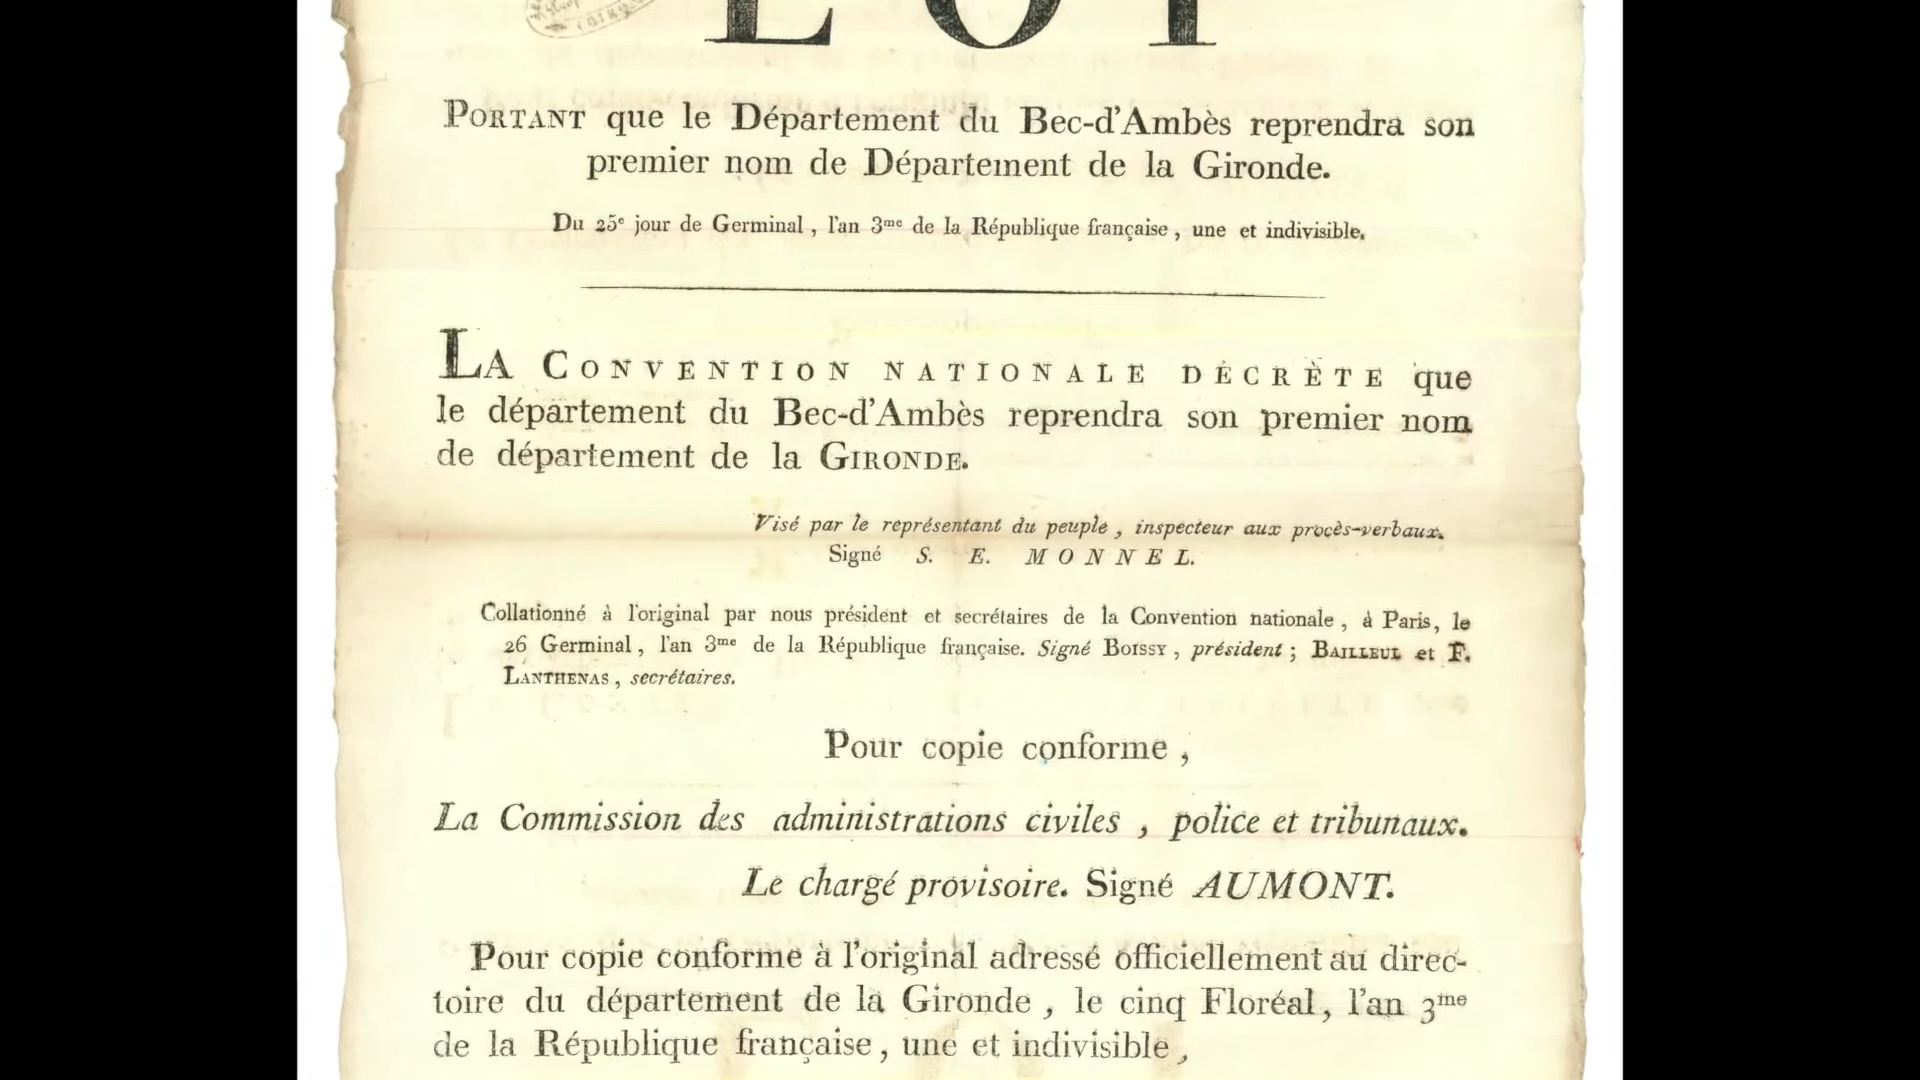 LOI
PORTANT que le Département du Bec-d'Ambès reprendra son
premier nom de Département de la Gironde.
Du 25e jour de Germinal, l'an 3me de la République française, une et indivisible.
LA CONVENTION NATIONALE DÉCRÈTE que
le département du Bec-d'Ambès reprendra son premier nom
de département de la GIRONDE.
Visé par le représentant du peuple, inspecteur aux procès-verbaux.
Signé S. E. MONNEL.
Collationné à l'original par nous président et secrétaires de la Convention nationale, à Paris, le
26 Germinal, l'an 3me de la République française. Signé BOISSY, président; BAILLEUL et F.
LANTHENAS, secrétaires.
Pour copie conforme,
La Commission des administrations civiles, police et tribunaux.
Le chargé provisoire. Signé AUMONT.
Pour copie conforme à l'original adressé officiellement au direc-
toire du département de la Gironde, le cinq Floréal, l'an 3me
de la République française, une et indivisible,